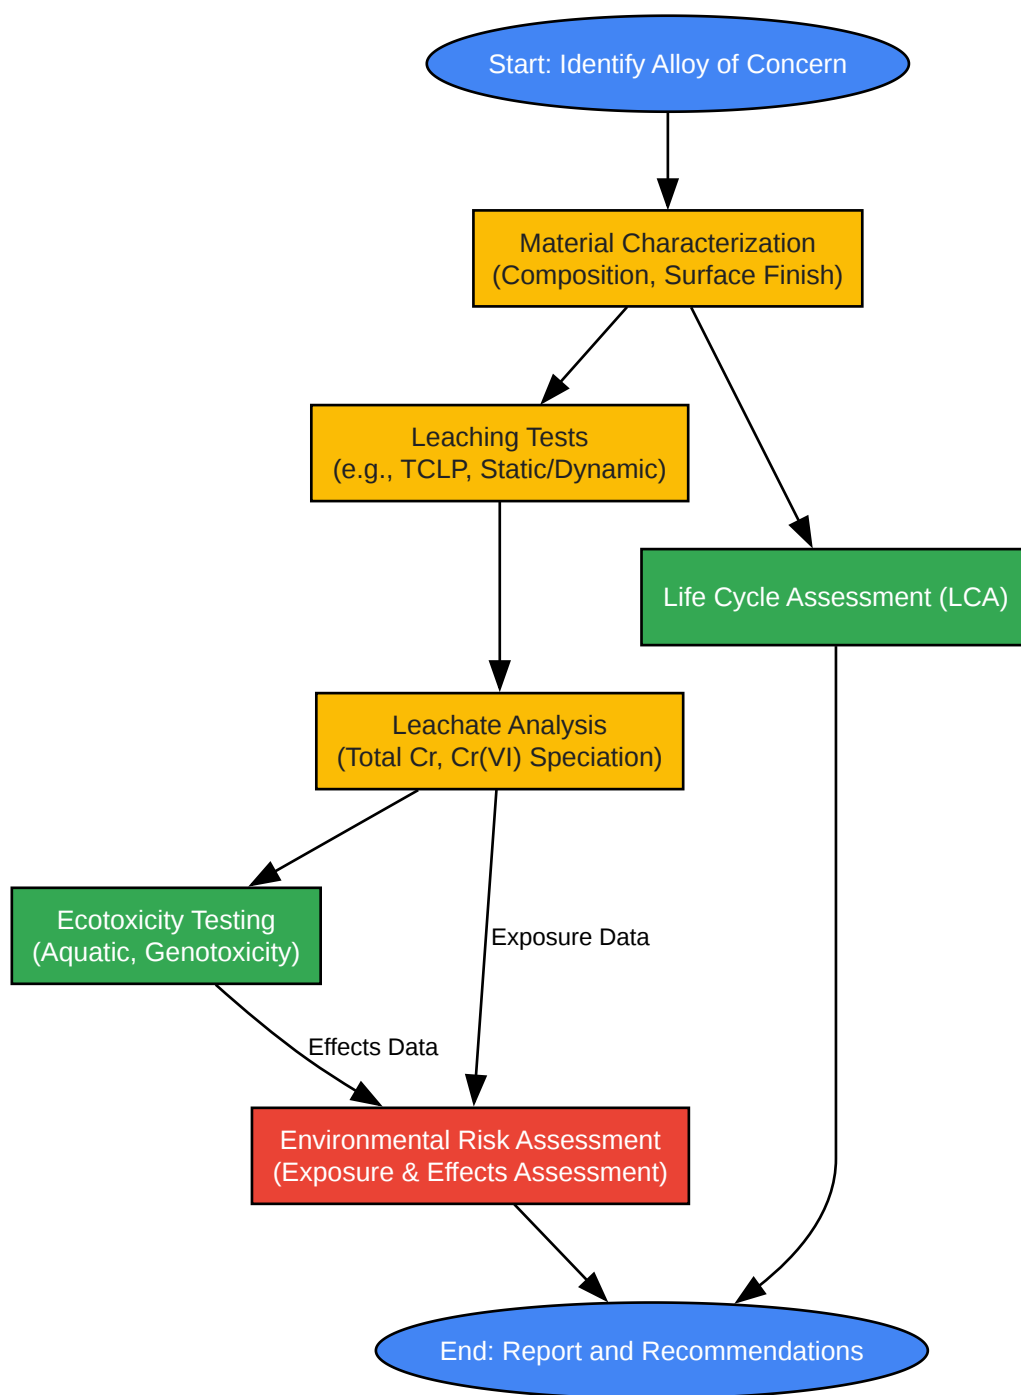 Start: Identify Alloy of Concern
Material Characterization
(Composition, Surface Finish)
Leaching Tests
(e.g., TCLP, Static/Dynamic)
Life Cycle Assessment (LCA)
Leachate Analysis
(Total Cr, Cr(VI) Speciation)
Ecotoxicity Testing
(Aquatic, Genotoxicity)
Exposure Data
Effects Data
Environmental Risk Assessment
(Exposure & Effects Assessment)
End: Report and Recommendations